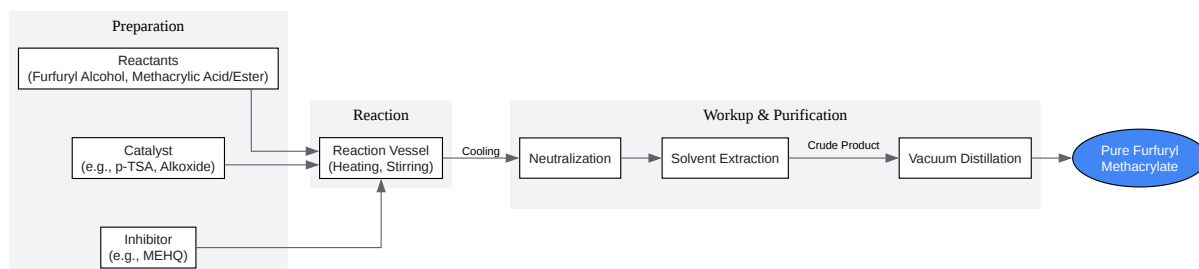 Preparation
Reactants
(Furfuryl Alcohol, Methacrylic Acid/Ester)
Catalyst
(e.g., p-TSA, Alkoxide)
Inhibitor
(e.g., MEHQ)
Reaction
Reaction Vessel
(Heating, Stirring)
Cooling
Workup & Purification
Neutralization
Solvent Extraction
Crude Product
Vacuum Distillation
Pure Furfuryl
Methacrylate